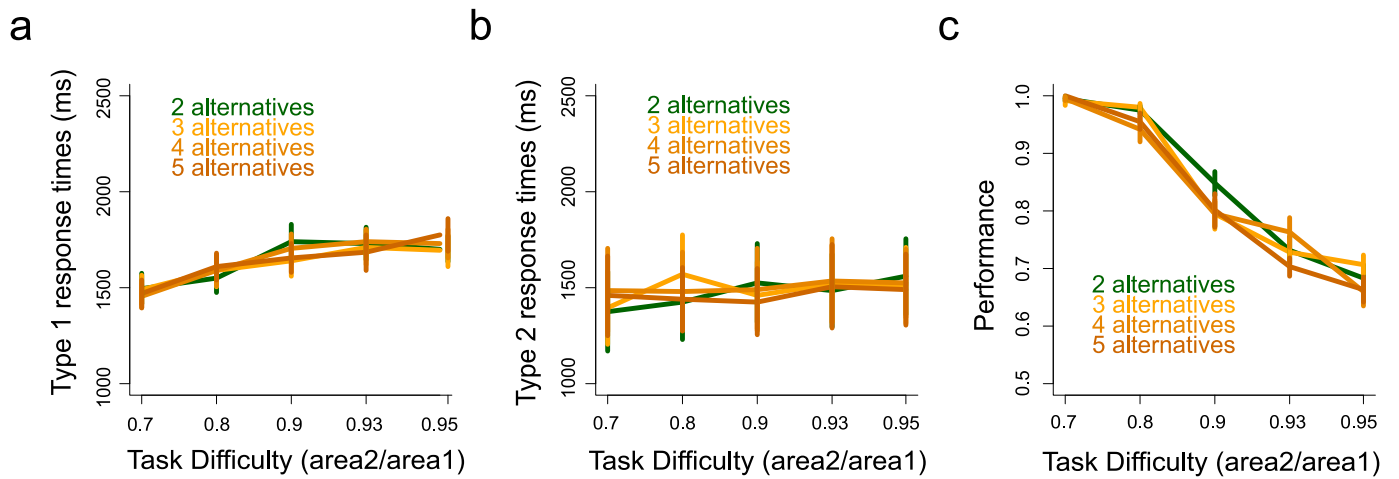 a
Type 1 response times (ms)
2500
2000
1500
1000
2 alternatives
3 alternatives
4 alternatives
5 alternatives
0.7 0.8 0.9 0.93 0.95
Task Difficulty (area2/area1)
b
Type 2 response times (ms)
2500
2000
1500
1000
2 alternatives
3 alternatives
4 alternatives
5 alternatives
0.7 0.8 0.9 0.93 0.95
Task Difficulty (area2/area1)
c
Performance
1.0
0.9
0.8
0.7
0.6
0.5
2 alternatives
3 alternatives
4 alternatives
5 alternatives
0.7 0.8 0.9 0.93 0.95
Task Difficulty (area2/area1)